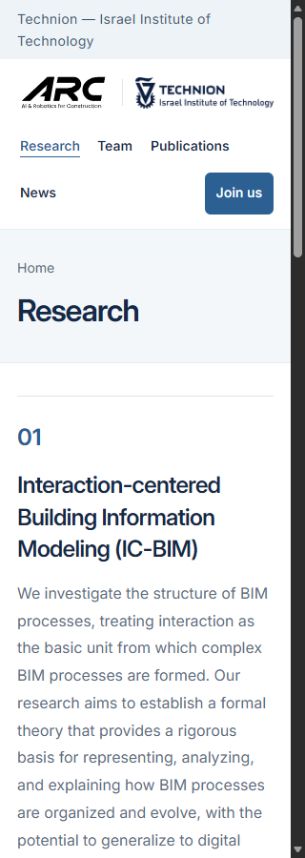 Technion — Israel Institute of
Technology
ARC
AI & Robotics for Construction
TECHNION
Israel Institute of Technology
Research Team Publications
News
Join us
Home
Research
01
Interaction-centered
Building Information
Modeling (IC-BIM)
We investigate the structure of BIM
processes, treating interaction as
the basic unit from which complex
BIM processes are formed. Our
research aims to establish a formal
theory that provides a rigorous
basis for representing, analyzing,
and explaining how BIM processes
are organized and evolve, with the
potential to generalize to digital